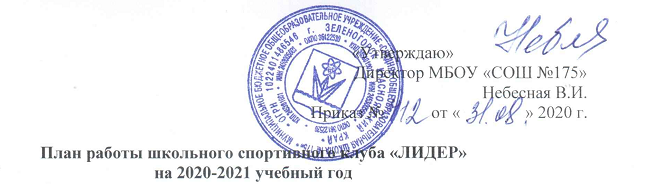 «Утверждаю»
Директор МБОУ «СОШ №175»
Небесная В.И.
Приказ № 112 от « 31.08 » 2020 г.
План работы школьного спортивного клуба «ЛИДЕР»
на 2020-2021 учебный год